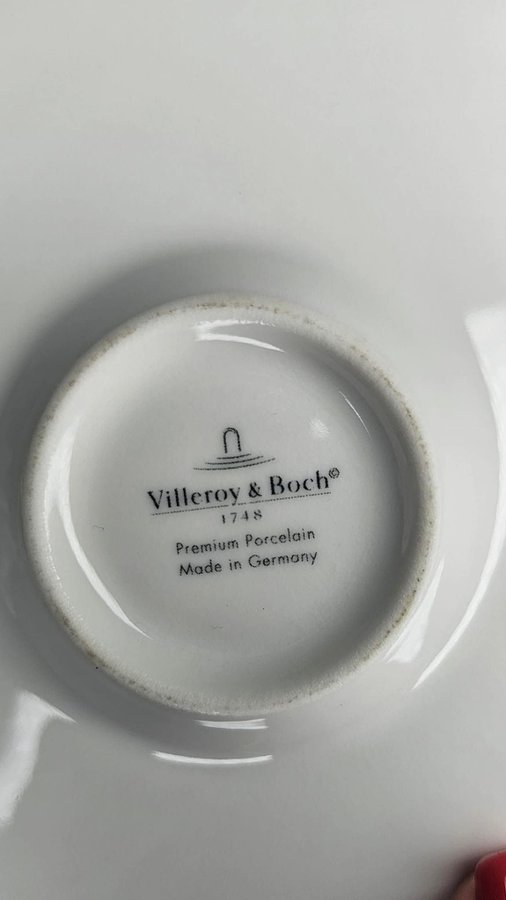 Villeroy & Boch©
1748
Premium Porcelain
Made in Germany